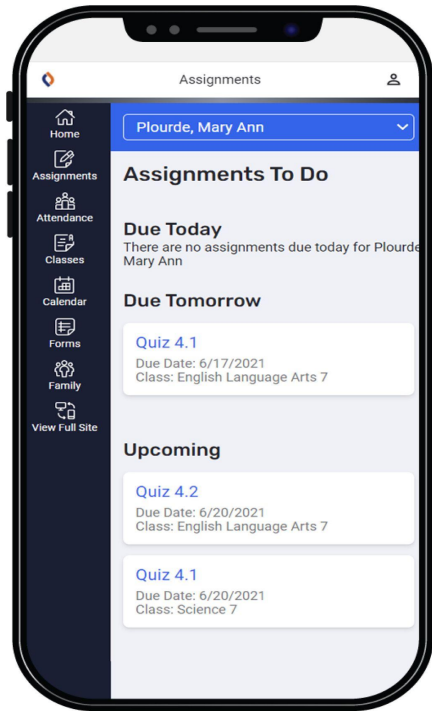 Assignments
Home
Assignments
Attendance
Classes
Calendar
Forms
Family
View Full Site
Plourde, Mary Ann
Assignments To Do
Due Today
There are no assignments due today for Plourde
Mary Ann
Due Tomorrow
Quiz 4.1
Due Date: 6/17/2021
Class: English Language Arts 7
Upcoming
Quiz 4.2
Due Date: 6/20/2021
Class: English Language Arts 7
Quiz 4.1
Due Date: 6/20/2021
Class: Science 7